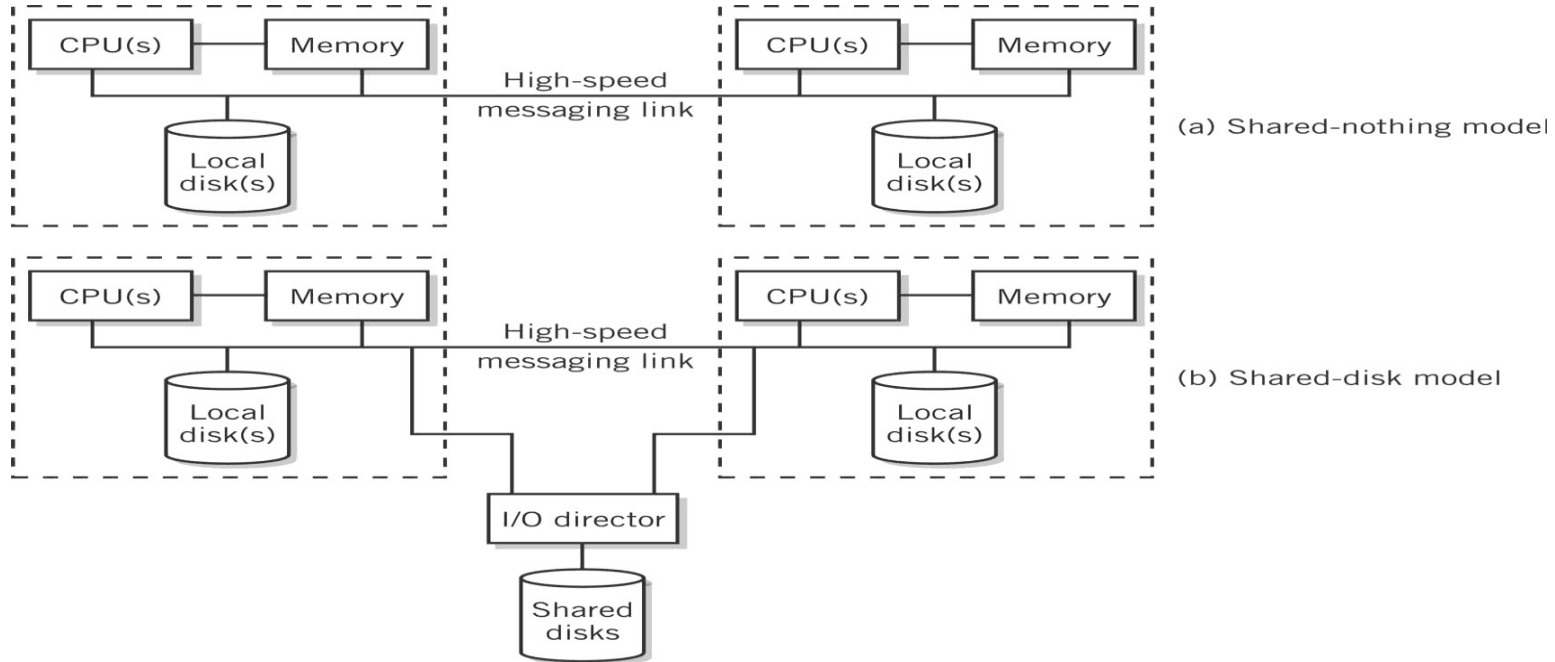 CPU(s)
Memory
High-speed
messaging link
CPU(s)
Memory
Local
disk(s)
Local
disk(s)
(a) Shared-nothing model
CPU(s)
Memory
High-speed
messaging link
CPU(s)
Memory
Local
disk(s)
Local
disk(s)
(b) Shared-disk model
I/O director
Shared
disks